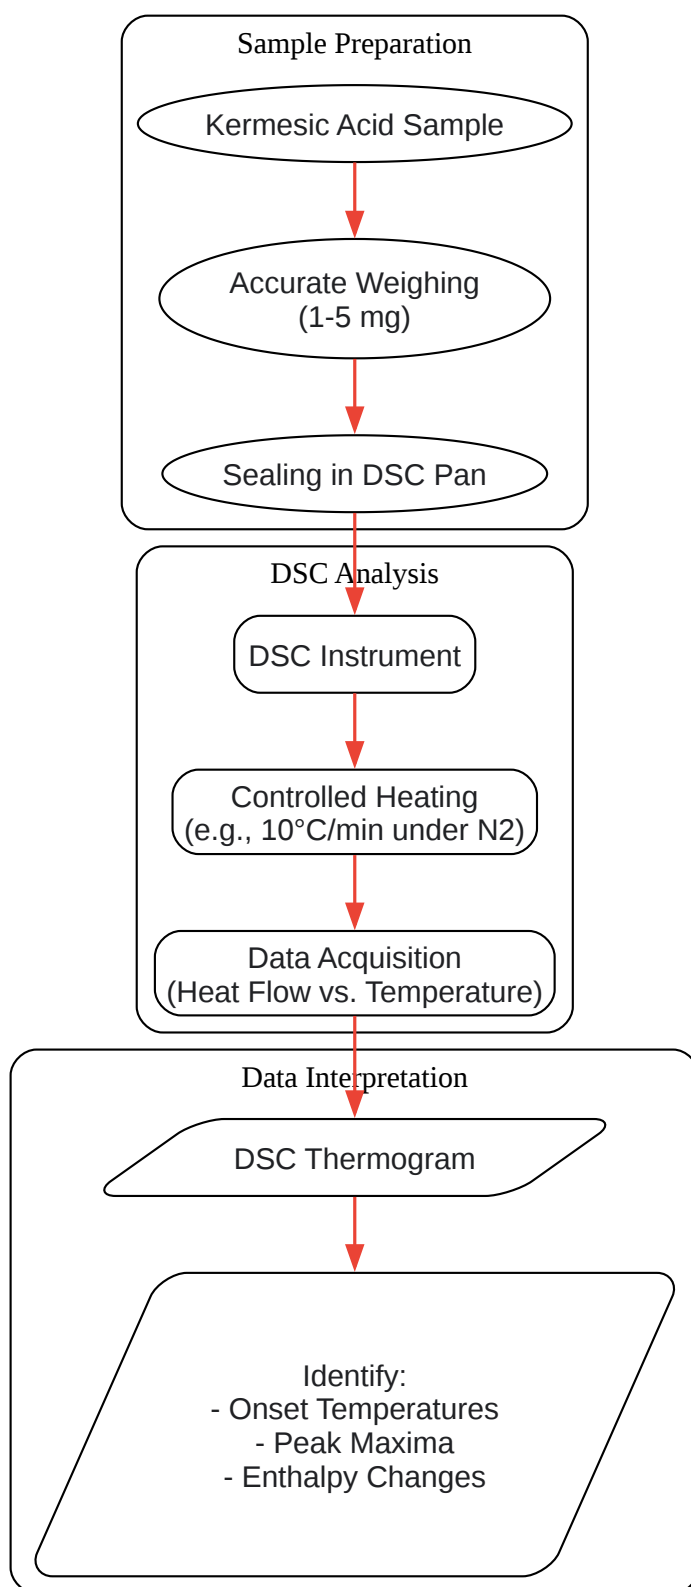 Sample Preparation
Kermesic Acid Sample
Accurate Weighing
(1-5 mg)
Sealing in DSC Pan
DSC Analysis
DSC Instrument
Controlled Heating
(e.g., 10°C/min under N2)
Data Acquisition
(Heat Flow vs. Temperature)
Data Interpretation
DSC Thermogram
Identify:
- Onset Temperatures
- Peak Maxima
- Enthalpy Changes